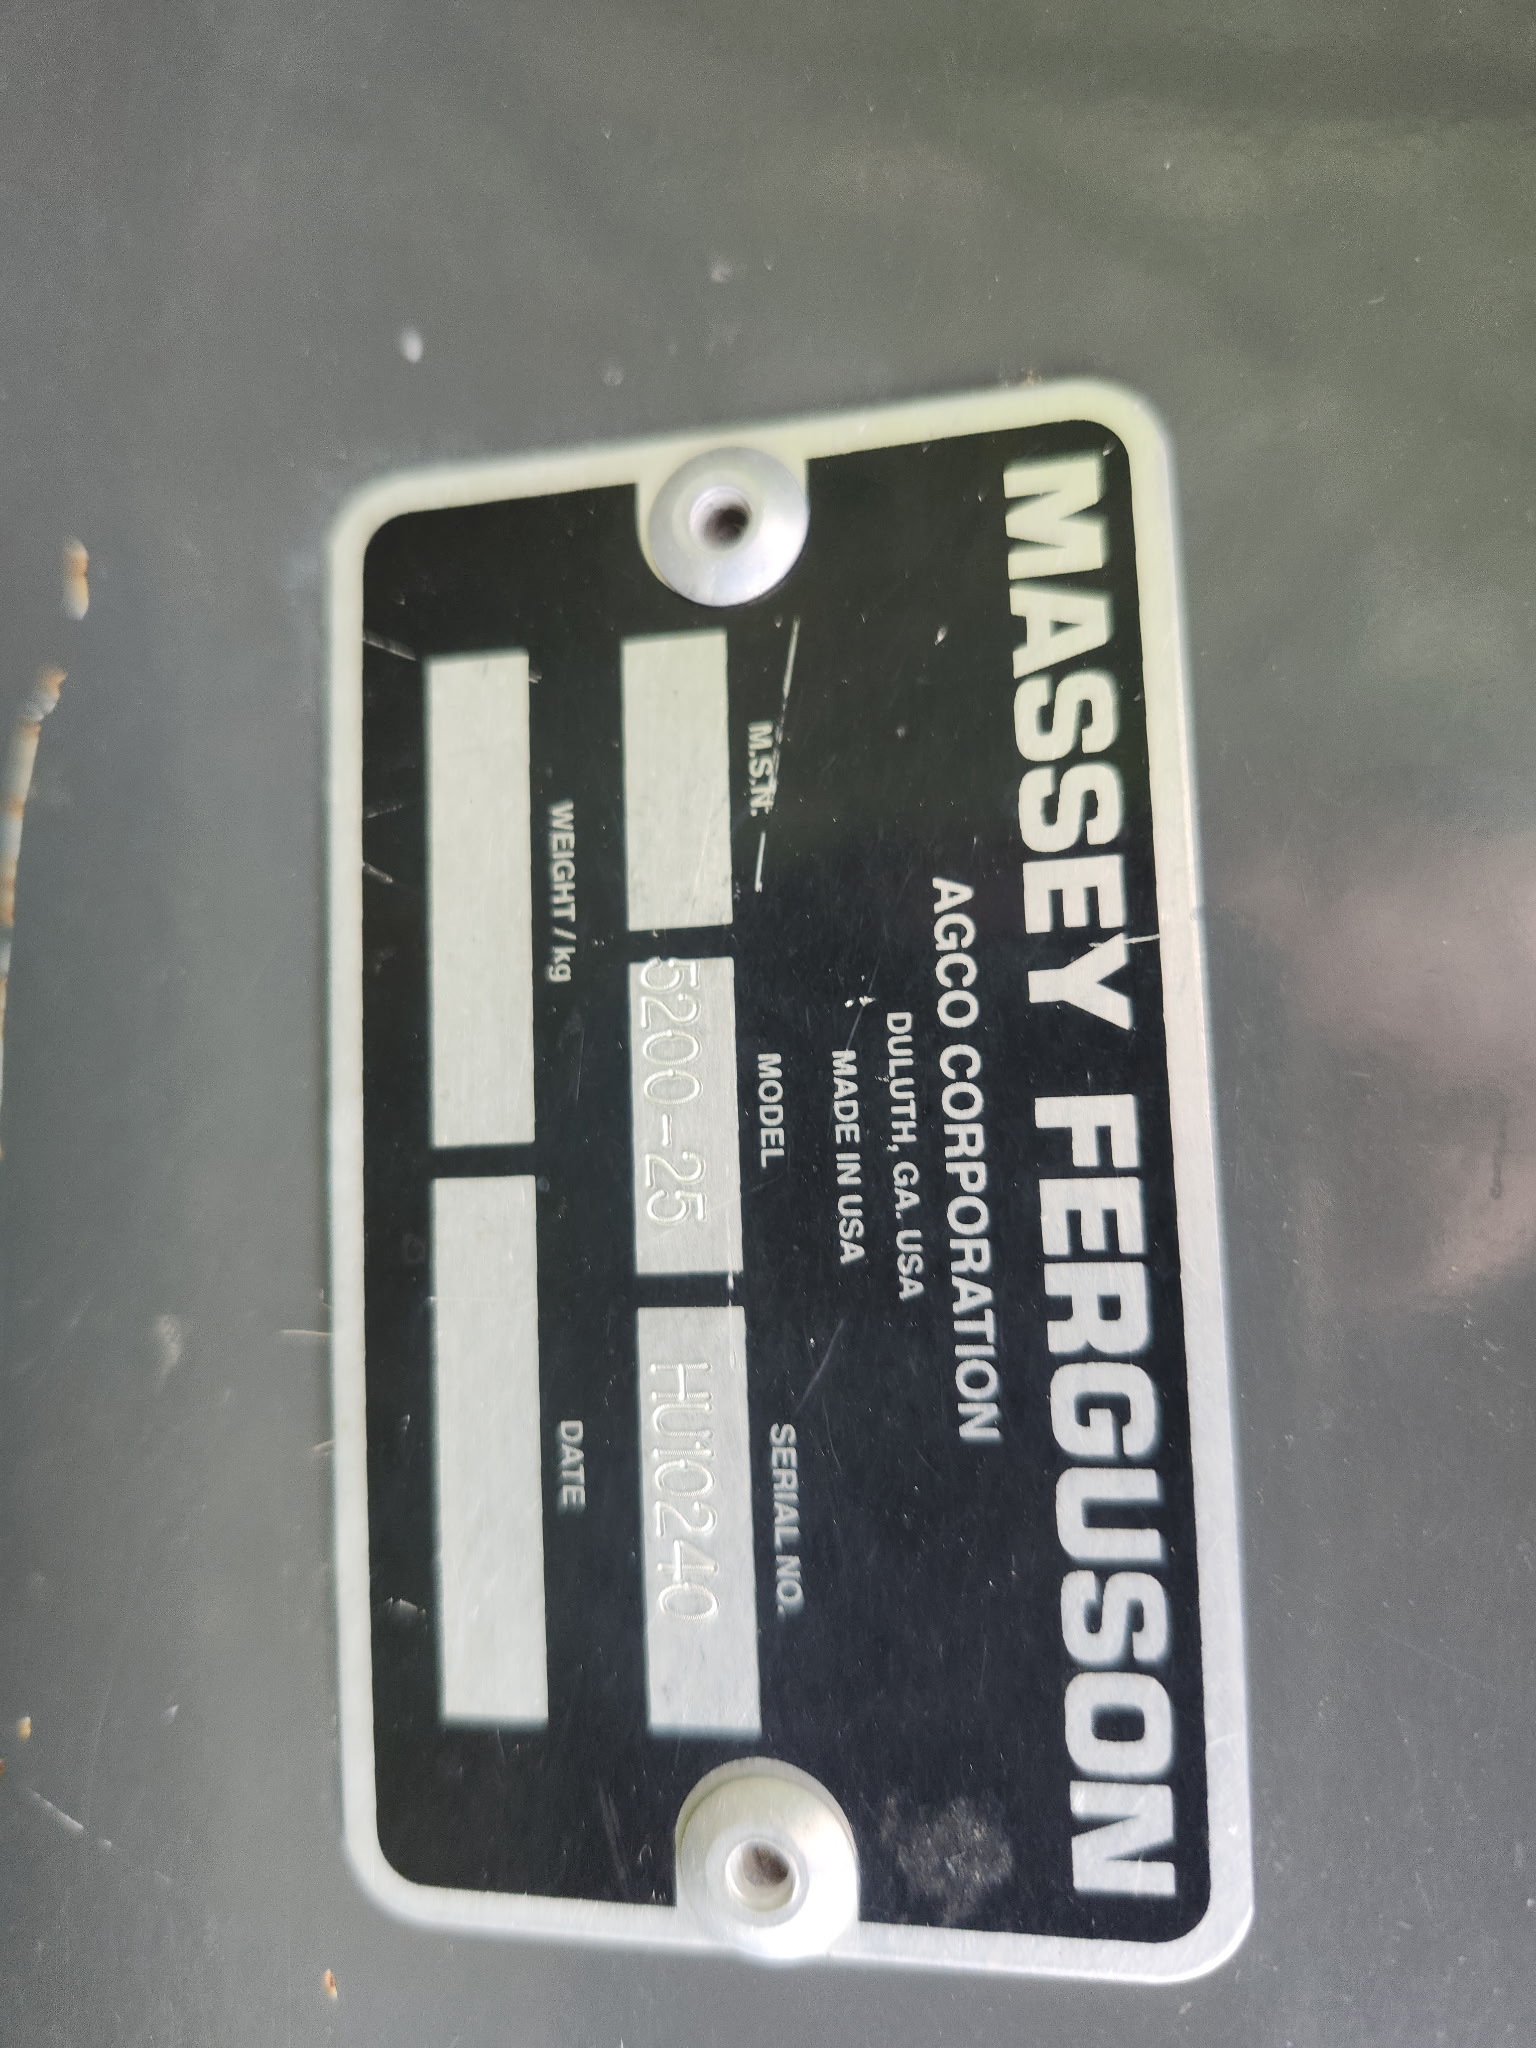 MASSEY FERGUSON
AGCO CORPORATION
DULUTH, GA. USA
MADE IN USA
M.S.N. MODEL SERIAL NO.
5200-25 HU10240
WEIGHT / kg DATE